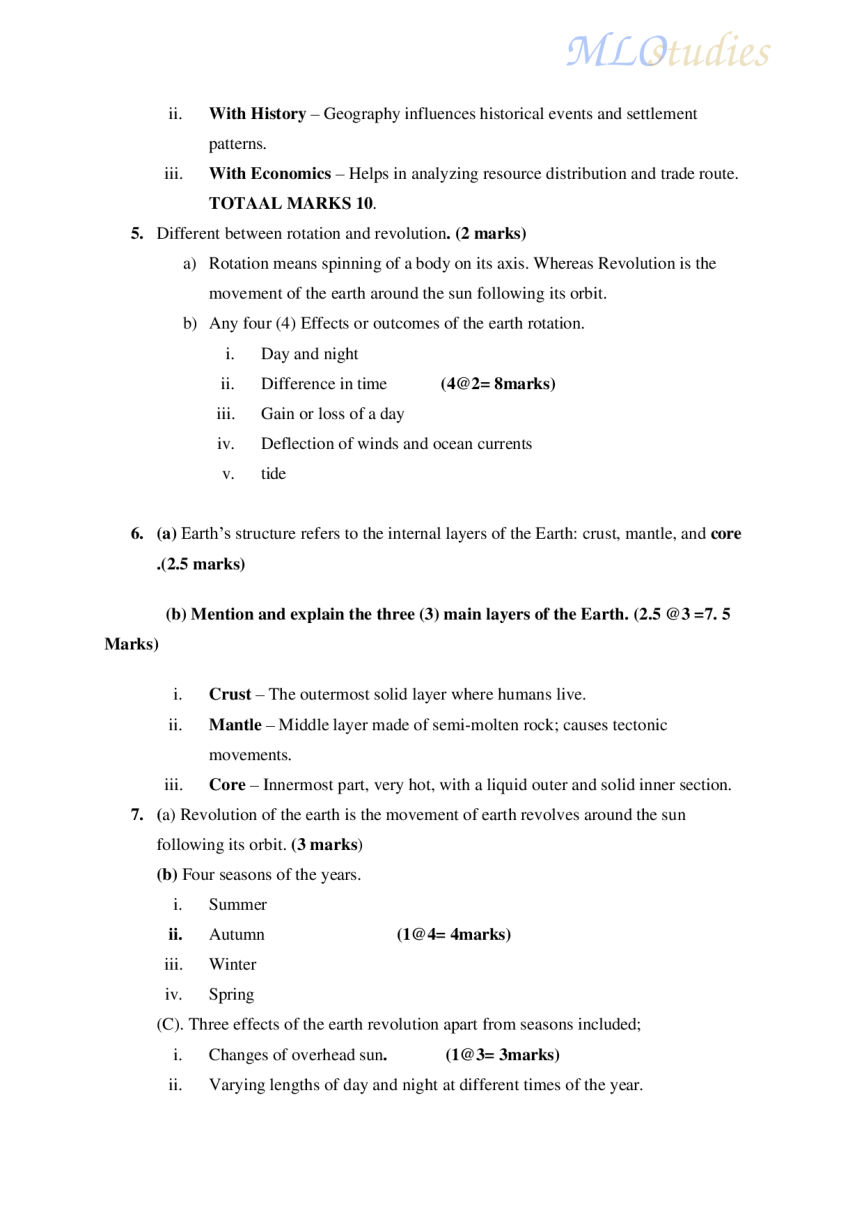 MLOstudies
ii. With History – Geography influences historical events and settlement
patterns.
iii. With Economics – Helps in analyzing resource distribution and trade route.
TOTAAL MARKS 10.
5. Different between rotation and revolution. (2 marks)
a) Rotation means spinning of a body on its axis. Whereas Revolution is the
movement of the earth around the sun following its orbit.
b) Any four (4) Effects or outcomes of the earth rotation.
i. Day and night
ii. Difference in time (4@2= 8marks)
iii. Gain or loss of a day
iv. Deflection of winds and ocean currents
v. tide
6. (a) Earth’s structure refers to the internal layers of the Earth: crust, mantle, and core
.(2.5 marks)
(b) Mention and explain the three (3) main layers of the Earth. (2.5 @3 =7. 5
Marks)
i. Crust – The outermost solid layer where humans live.
ii. Mantle – Middle layer made of semi-molten rock; causes tectonic
movements.
iii. Core – Innermost part, very hot, with a liquid outer and solid inner section.
7. (a) Revolution of the earth is the movement of earth revolves around the sun
following its orbit. (3 marks)
(b) Four seasons of the years.
i. Summer
ii. Autumn (1@4= 4marks)
iii. Winter
iv. Spring
(C). Three effects of the earth revolution apart from seasons included;
i. Changes of overhead sun. (1@3= 3marks)
ii. Varying lengths of day and night at different times of the year.